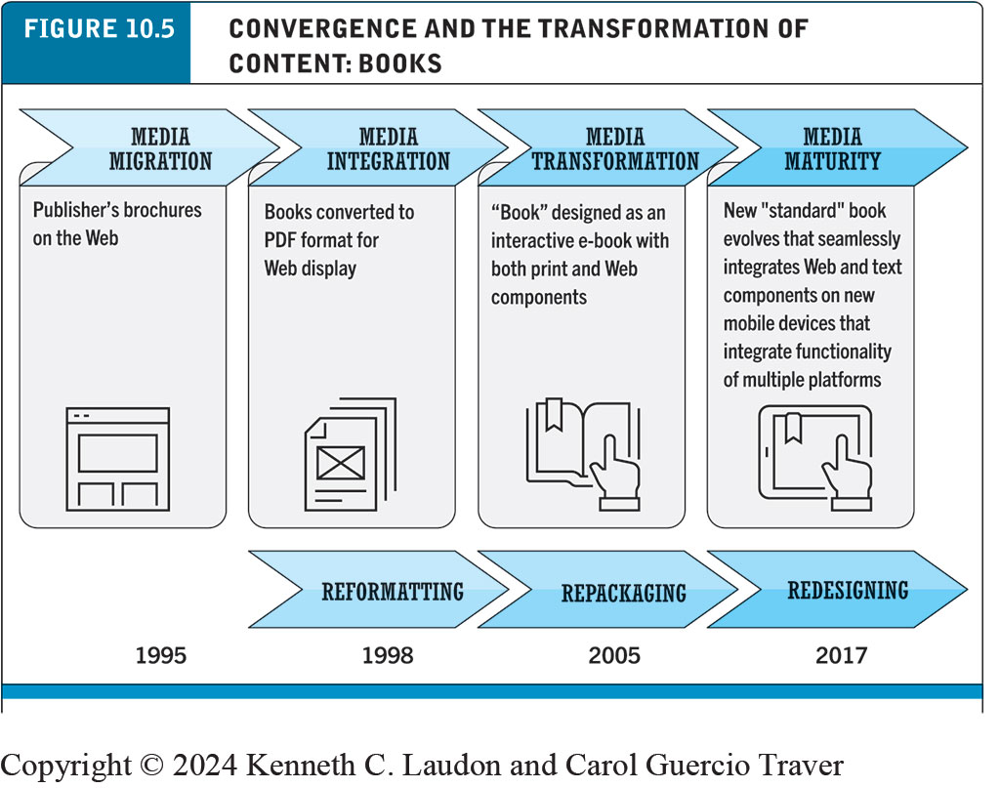 FIGURE 10.5
CONVERGENCE AND THE TRANSFORMATION OF
CONTENT: BOOKS
MEDIA
MIGRATION
Publisher’s brochures
on the Web
MEDIA
INTEGRATION
Books converted to
PDF format for
Web display
MEDIA
TRANSFORMATION
“Book” designed as an
interactive e-book with
both print and Web
components
MEDIA
MATURITY
New "standard" book
evolves that seamlessly
integrates Web and text
components on new
mobile devices that
integrate functionality
of multiple platforms
REFORMATTING
REPACKAGING
REDESIGNING
1995
1998
2005
2017
Copyright © 2024 Kenneth C. Laudon and Carol Guercio Traver